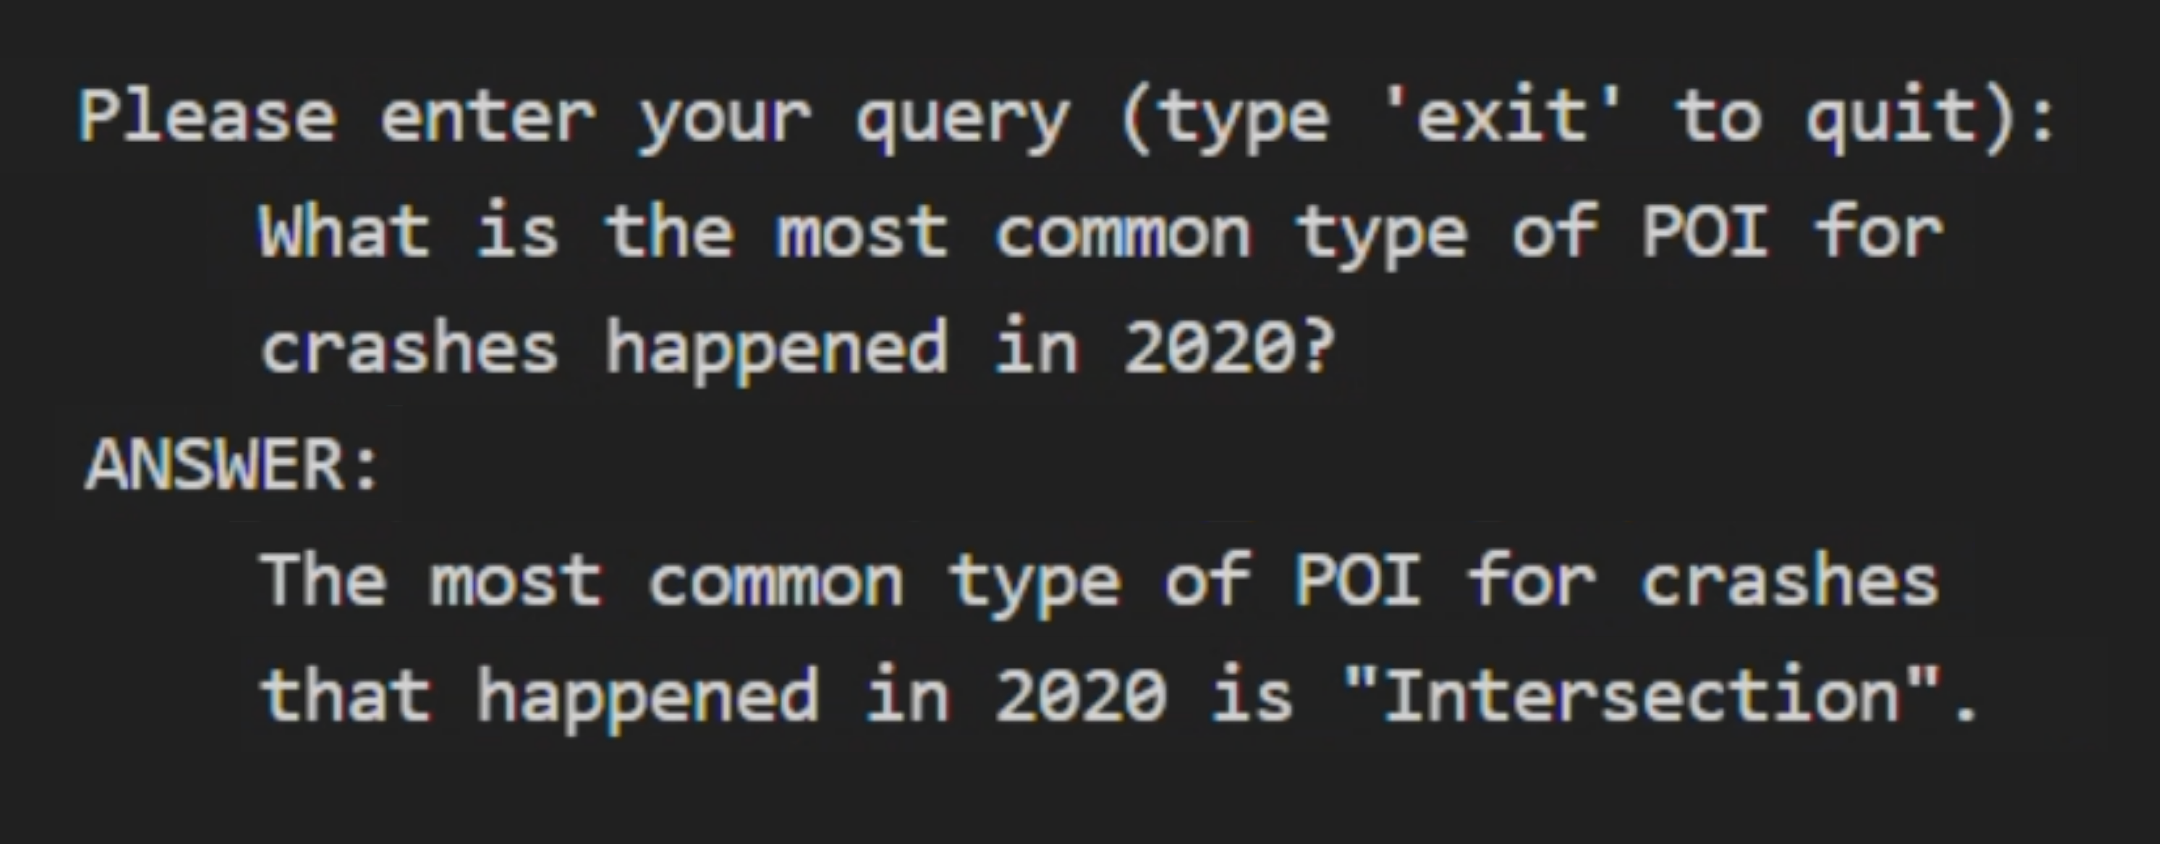 Please enter your query (type 'exit' to quit):
What is the most common type of POI for
crashes happened in 2020?
ANSWER:
The most common type of POI for crashes
that happened in 2020 is "Intersection".